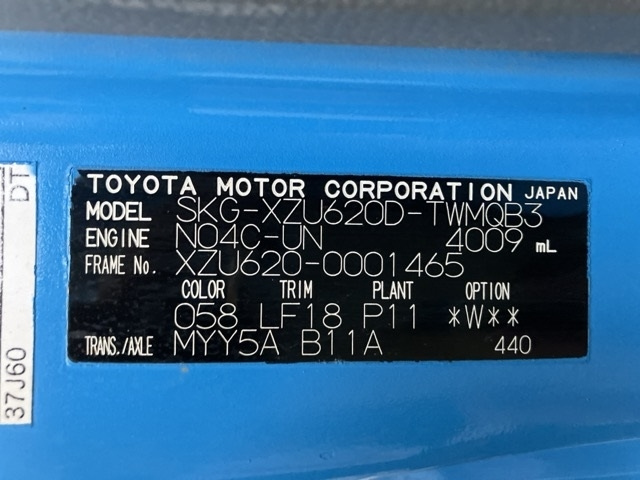 TOYOTA MOTOR CORPORATION JAPAN
MODEL SKG-XZU620D-TWMQB3
ENGINE N04C-UN 4009 mL
FRAME No. XZU620-0001465
COLOR TRIM PLANT OPTION
058 LF18 P11 *W**
TRANS./AXLE MYY5A B11A 440
37J60 DT